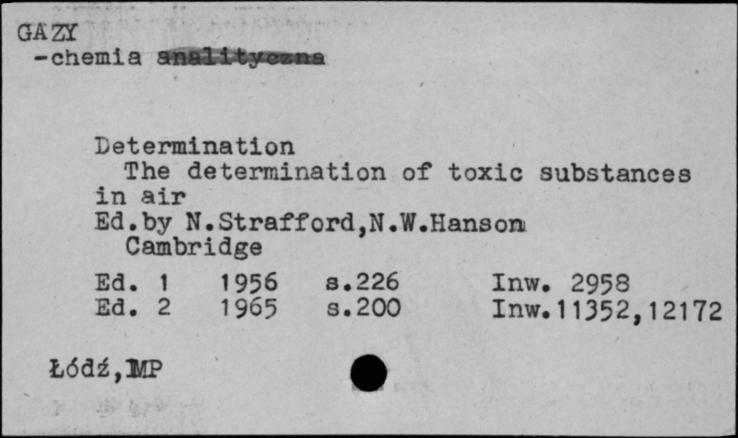 GAZY
-chemia analityczna
Determination
The determination of toxic substances
in air
Ed.by N.Strafford,N.W.Hanson
Cambridge
Ed. 1 1956 s.226 Inw. 2958
Ed. 2 1965 s.200 Inw.11352,12172
Łódź,IMP